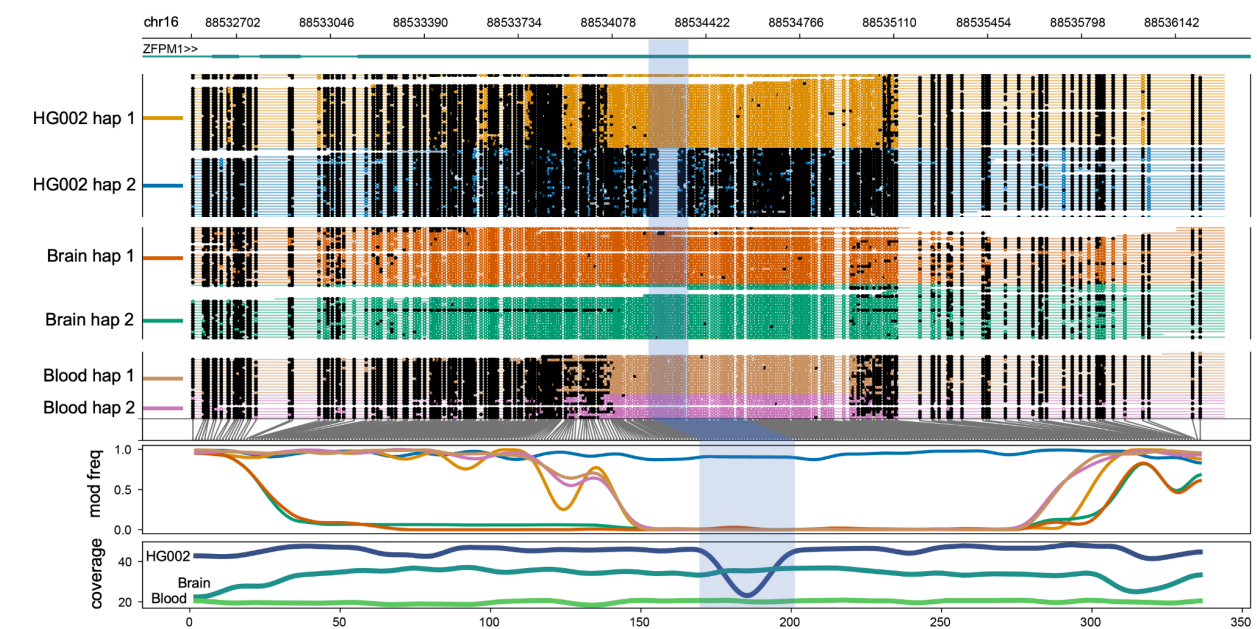 chr16 88532702 88533046 88533390 88533734 88534078 88534422 88534766 88535110 88535454 88535798 88536142
ZFPM1>>
HG002 hap 1
HG002 hap 2
Brain hap 1
Brain hap 2
Blood hap 1
Blood hap 2
mod freq
1.0
0.5
0.0
coverage
HG002
40
Brain
Blood
20
0 50 100 150 200 250 300 350